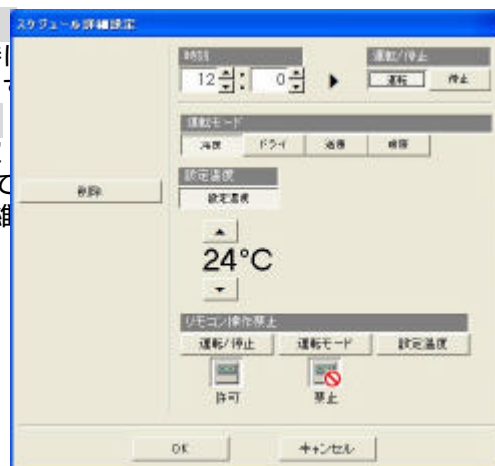 スケジュール詳細設定
時刻
運転/停止
12 : 0 運転 停止
運転モード
冷房 ドライ 送風 暖房
設定温度
削除
設定温度
24°C
リモコン操作禁止
運転/停止 運転モード 設定温度
許可 禁止
OK キャンセル